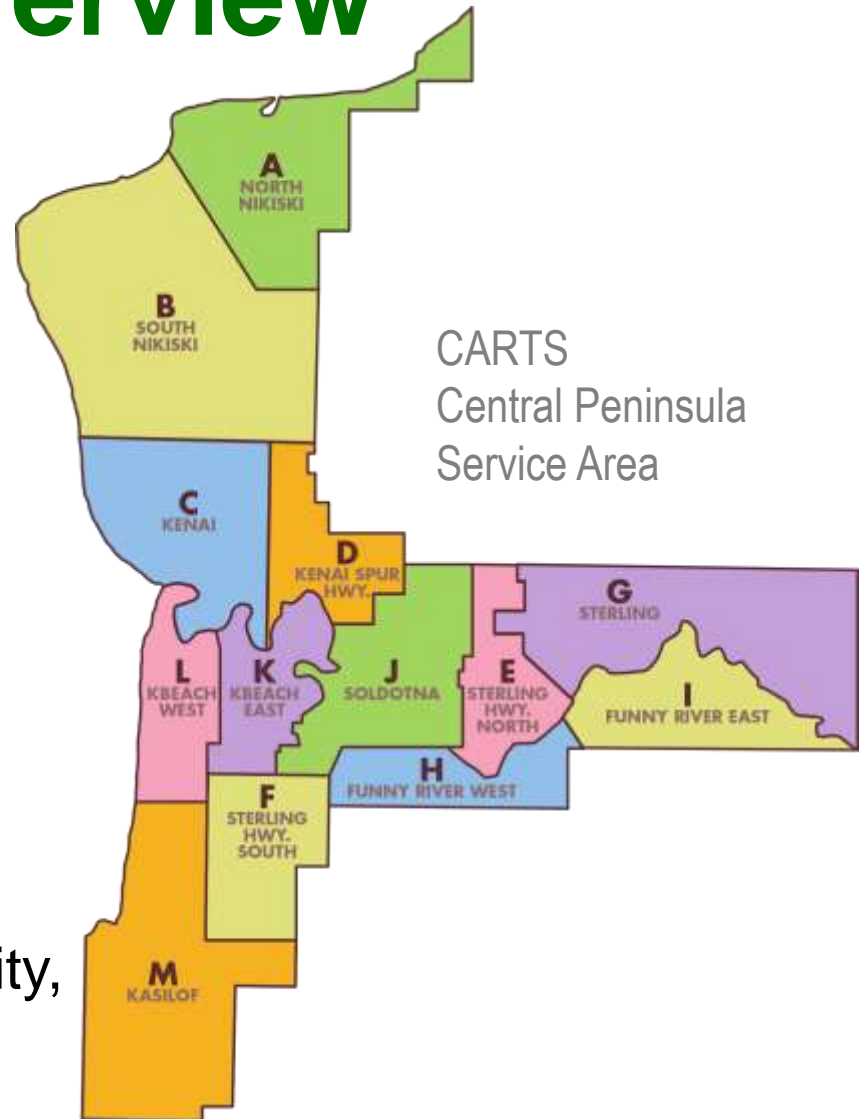 erview
A
NORTH
NIKISKI
B
SOUTH
NIKISKI
CARTS
Central Peninsula
Service Area
C
KENAI
D
KENAI SPUR
HWY.
G
STERLING
L
KBEACH
WEST
K
KBEACH
EAST
J
SOLDOTNA
E
STERLING
HWY.
NORTH
I
FUNNY RIVER EAST
H
FUNNY RIVER WEST
F
STERLING
HWY.
SOUTH
ity,
M
KASILOF